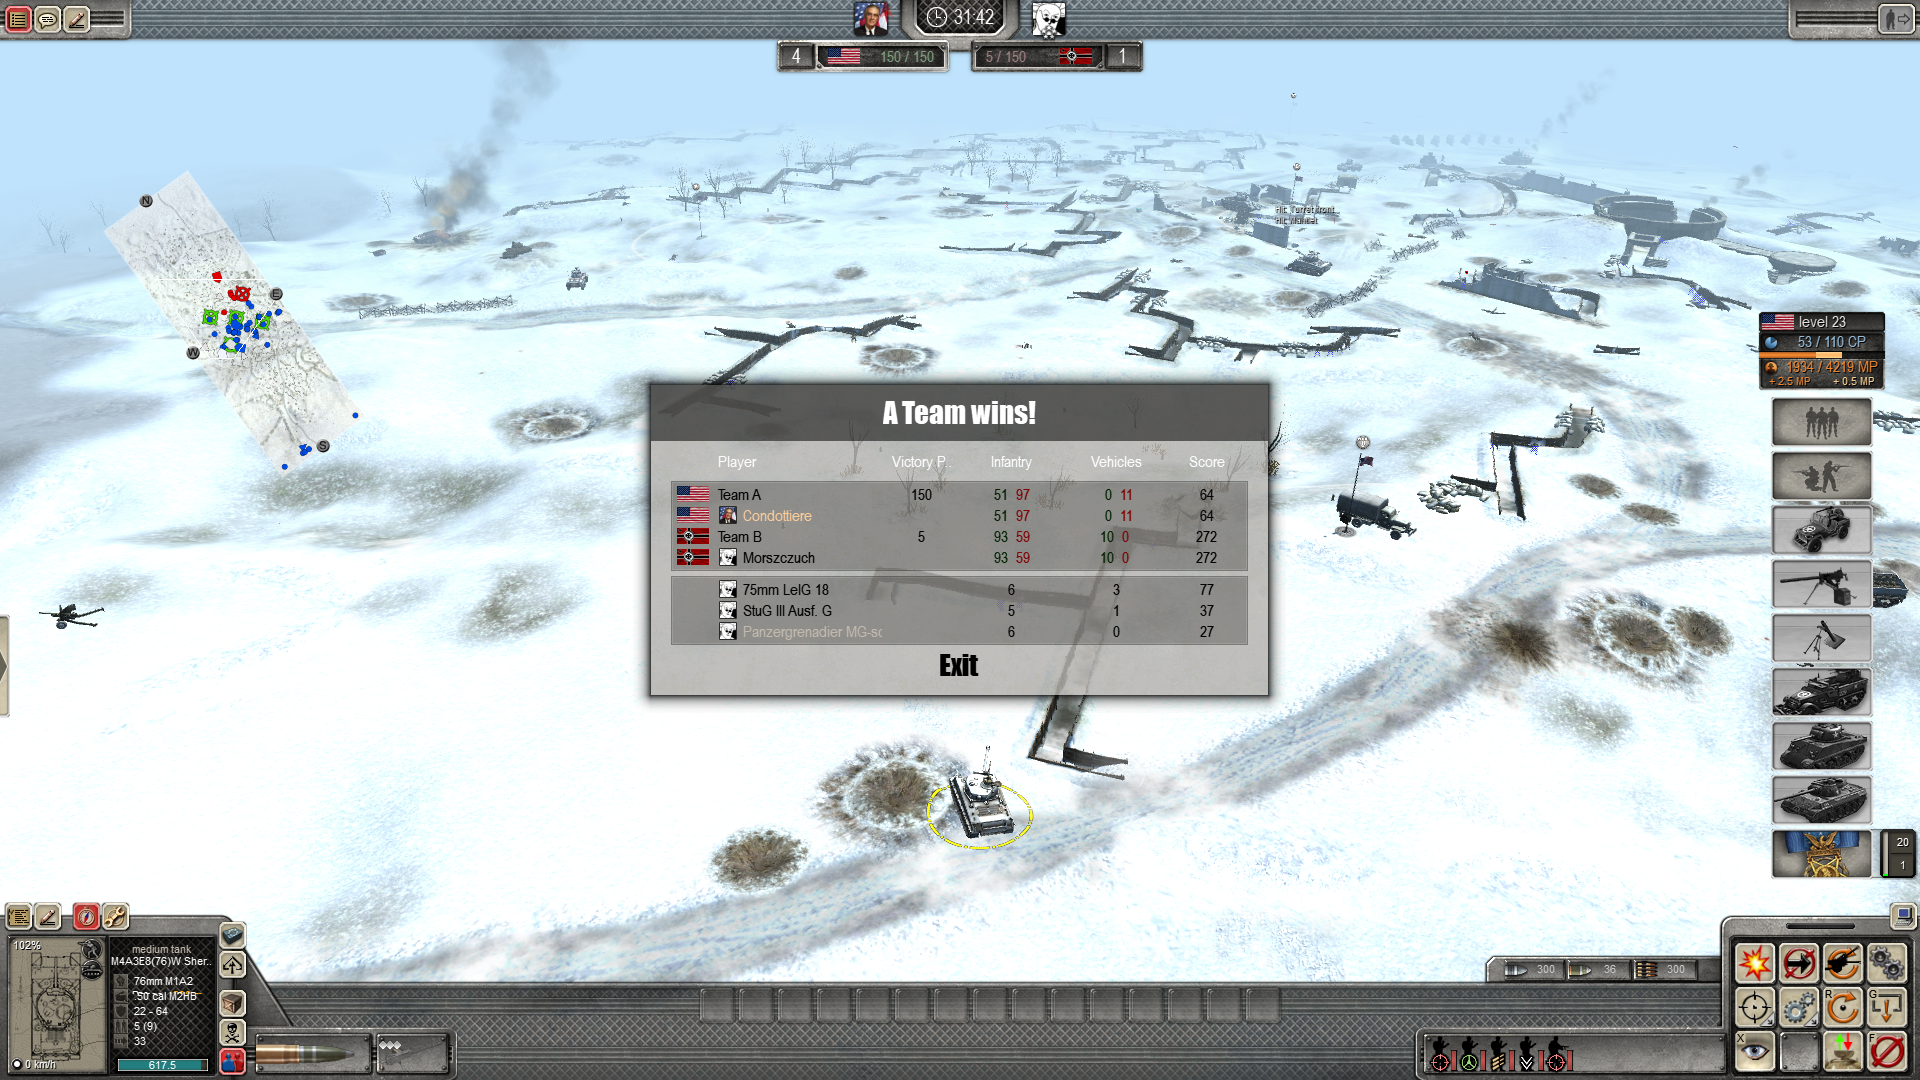 31:42
4 150 / 150 5 / 150 1
N
E
W
S
Hit Turret front
level 23
53 / 110 CP
1934 / 4219 MP
+ 2.5 MP + 0.5 MP
A Team wins!
Player Victory P.. Infantry Vehicles Score
Team A 150 51 97 0 11 64
Condottiere 51 97 0 11 64
Team B 5 93 59 10 0 272
Morszczuch 93 59 10 0 272
75mm LeIG 18 6 3 77
StuG III Ausf. G 5 1 37
Panzergrenadier MG-sc 6 0 27
Exit
20
1
102%
medium tank
M4A3E8(76)W Sher..
76mm M1A2
.50 cal M2HB
22 - 64
5 (9)
33
0 km/h
617.5
300 36 300
R
G
X
F